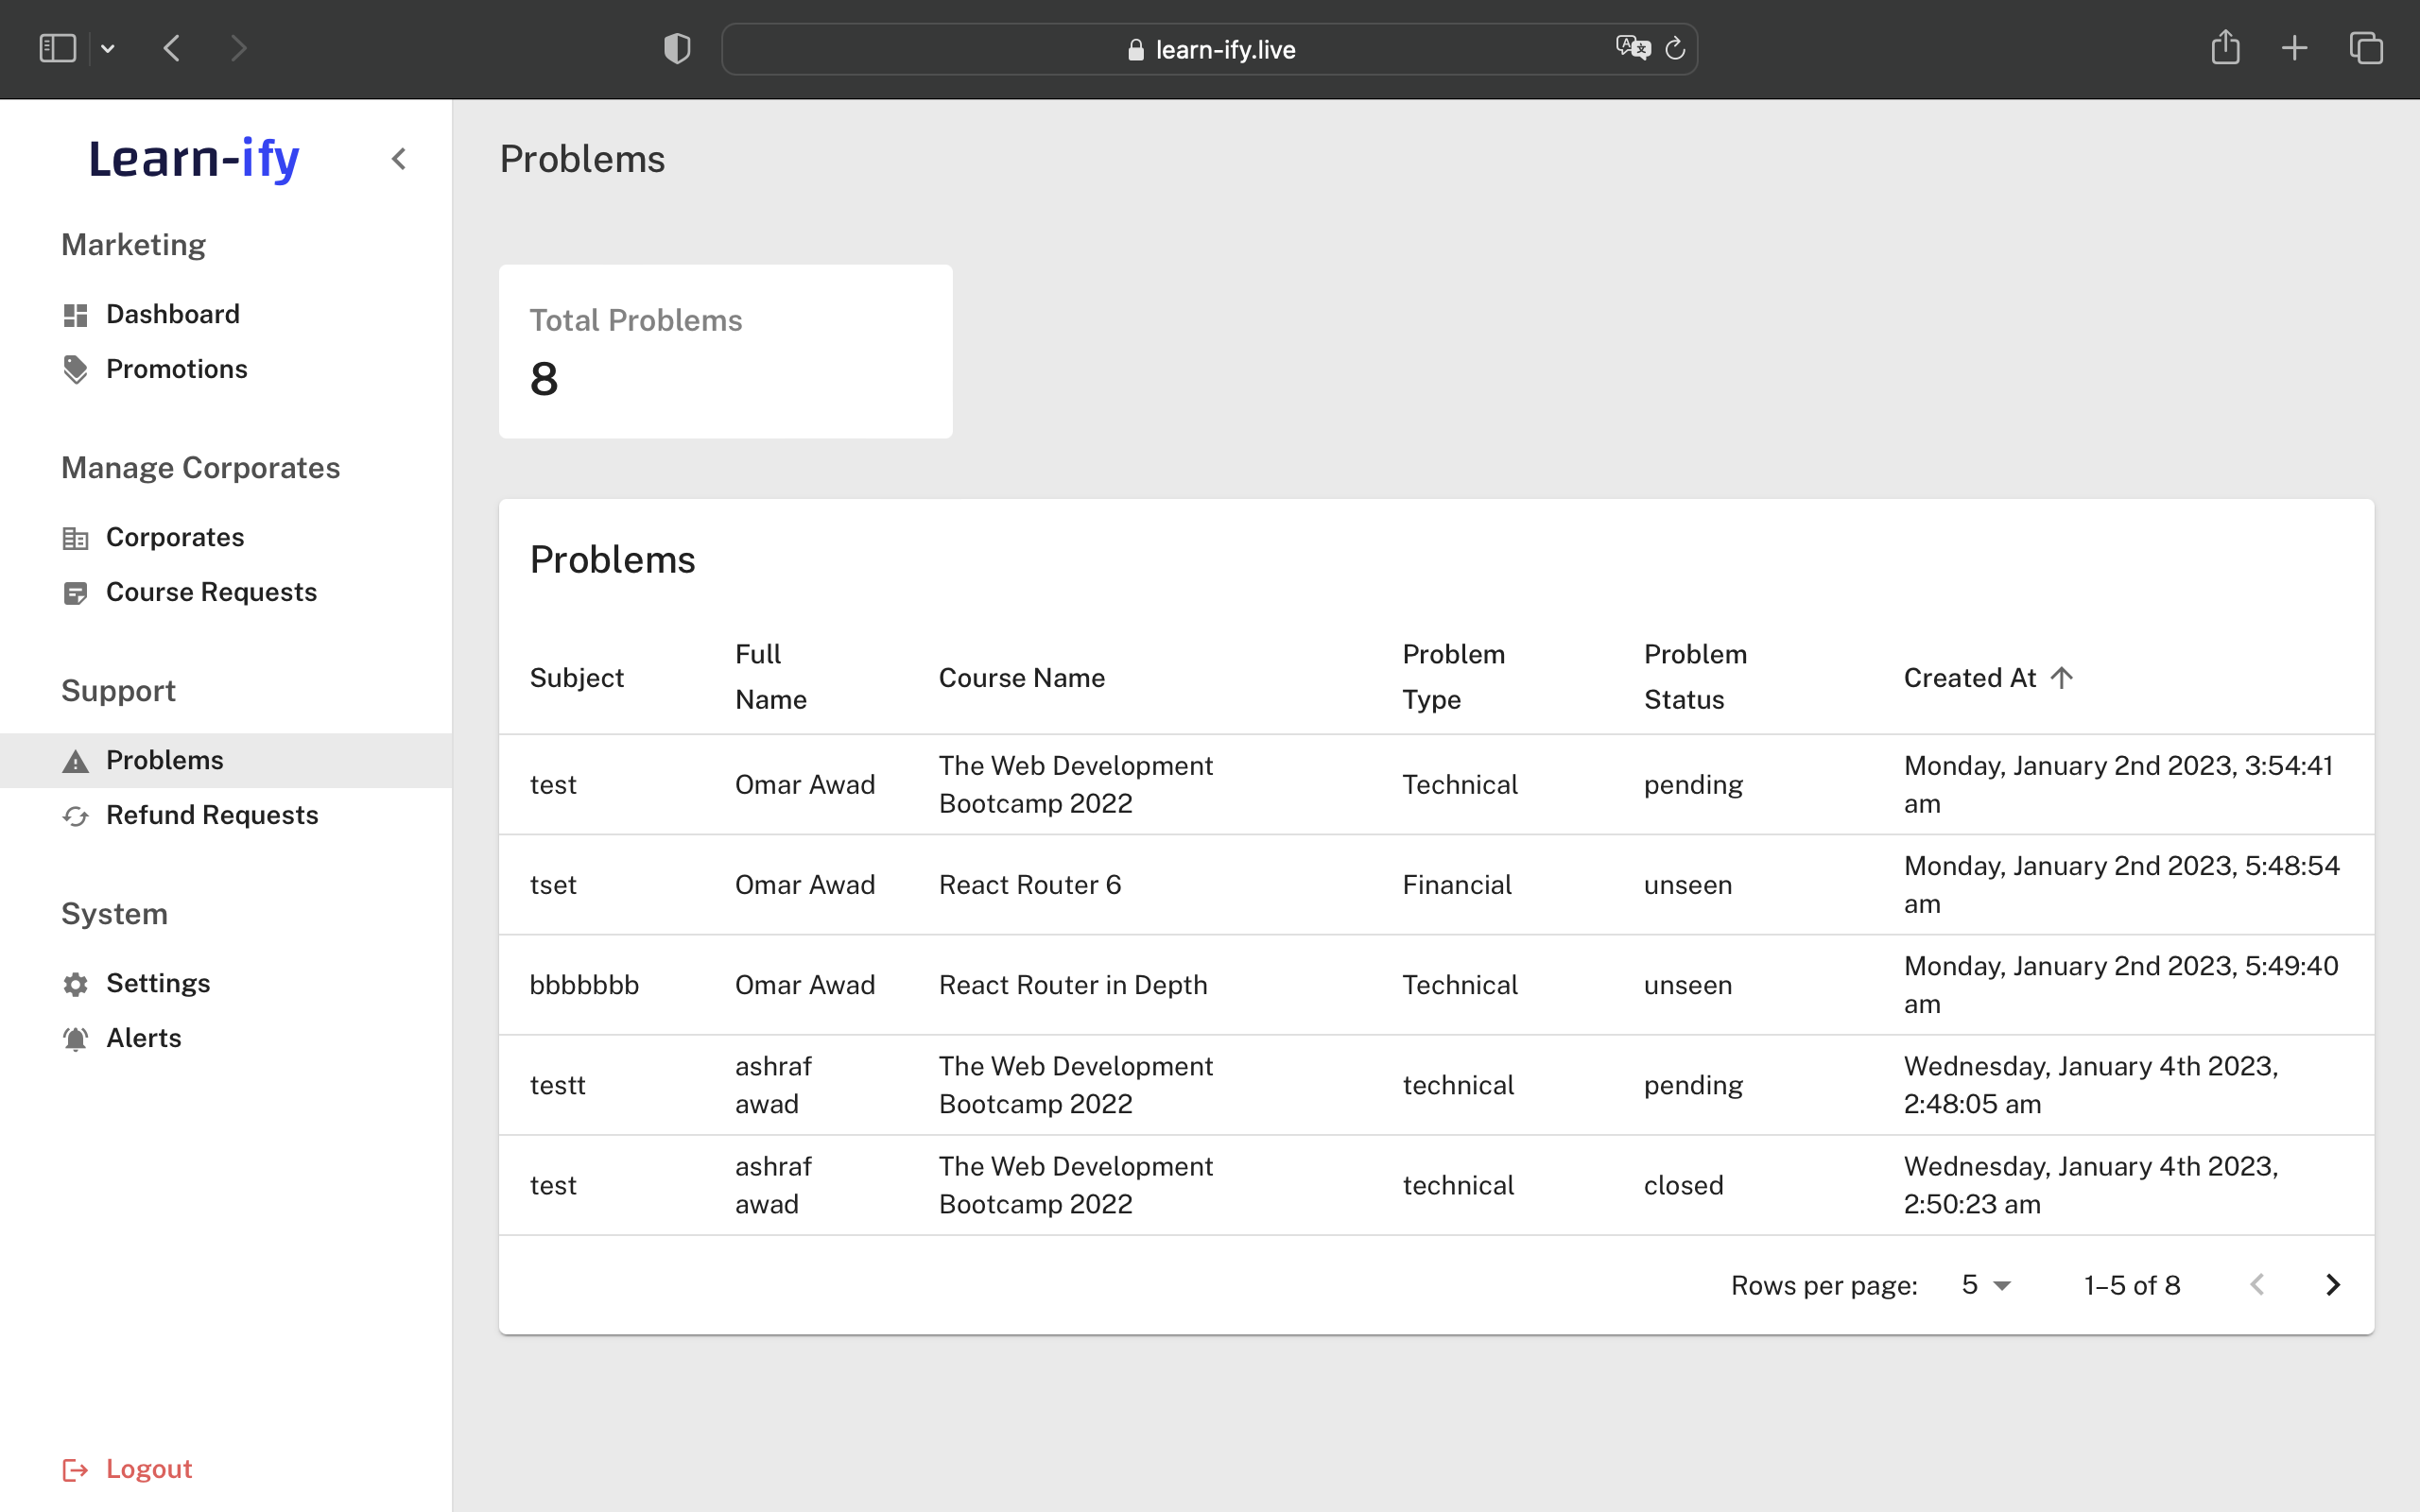 learn-ify.live
Learn-ify
Marketing
Dashboard
Promotions
Manage Corporates
Corporates
Course Requests
Support
Problems
Refund Requests
System
Settings
Alerts
Logout
Problems
Total Problems
8
Problems
Subject
Full
Name
Course Name
Problem
Type
Problem
Status
Created At
test
Omar Awad
The Web Development
Bootcamp 2022
Technical
pending
Monday, January 2nd 2023, 3:54:41
am
tset
Omar Awad
React Router 6
Financial
unseen
Monday, January 2nd 2023, 5:48:54
am
bbbbbbb
Omar Awad
React Router in Depth
Technical
unseen
Monday, January 2nd 2023, 5:49:40
am
testt
ashraf
awad
The Web Development
Bootcamp 2022
technical
pending
Wednesday, January 4th 2023,
2:48:05 am
test
ashraf
awad
The Web Development
Bootcamp 2022
technical
closed
Wednesday, January 4th 2023,
2:50:23 am
Rows per page: 5 1–5 of 8